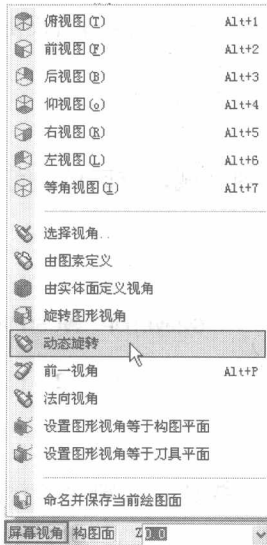 俯视图(T) Alt+1
前视图(F) Alt+2
后视图(B) Alt+3
仰视图(o) Alt+4
右视图(R) Alt+5
左视图(L) Alt+6
等角视图(I) Alt+7
选择视角..
由图素定义
由实体面定义视角
旋转图形视角
动态旋转
前一视角 Alt+P
法向视角
设置图形视角等于构图平面
设置图形视角等于刀具平面
命名并保存当前绘图面
屏幕视角 构图面 Z 0.0